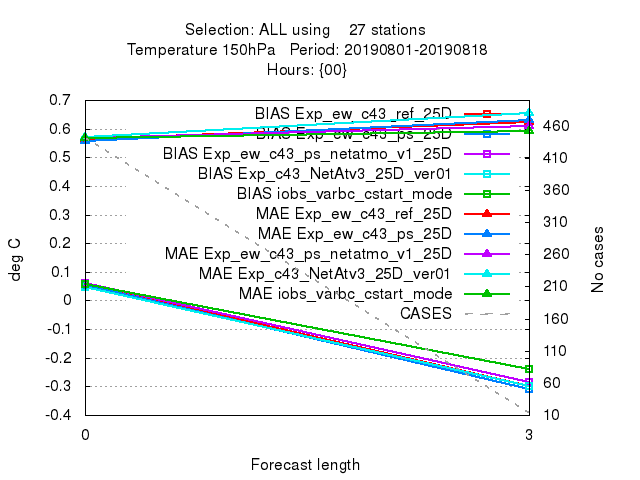 Selection: ALL using 27 stations
Temperature 150hPa Period: 20190801-20190818
Hours: {00}
0.7
0.6
0.5
0.4
0.3
0.2
0.1
0
-0.1
-0.2
-0.3
-0.4
deg C
BIAS Exp_ew_c43_ref_25D
BIAS Exp_ew_c43_ps_25D
BIAS Exp_ew_c43_ps_netatmo_v1_25D
BIAS Exp_c43_NetAtv3_25D_ver01
BIAS iobs_varbc_cstart_mode
MAE Exp_ew_c43_ref_25D
MAE Exp_ew_c43_ps_25D
MAE Exp_ew_c43_ps_netatmo_v1_25D
MAE Exp_c43_NetAtv3_25D_ver01
MAE iobs_varbc_cstart_mode
CASES
460
410
360
310
260
210
160
110
60
10
No cases
0 3
Forecast length